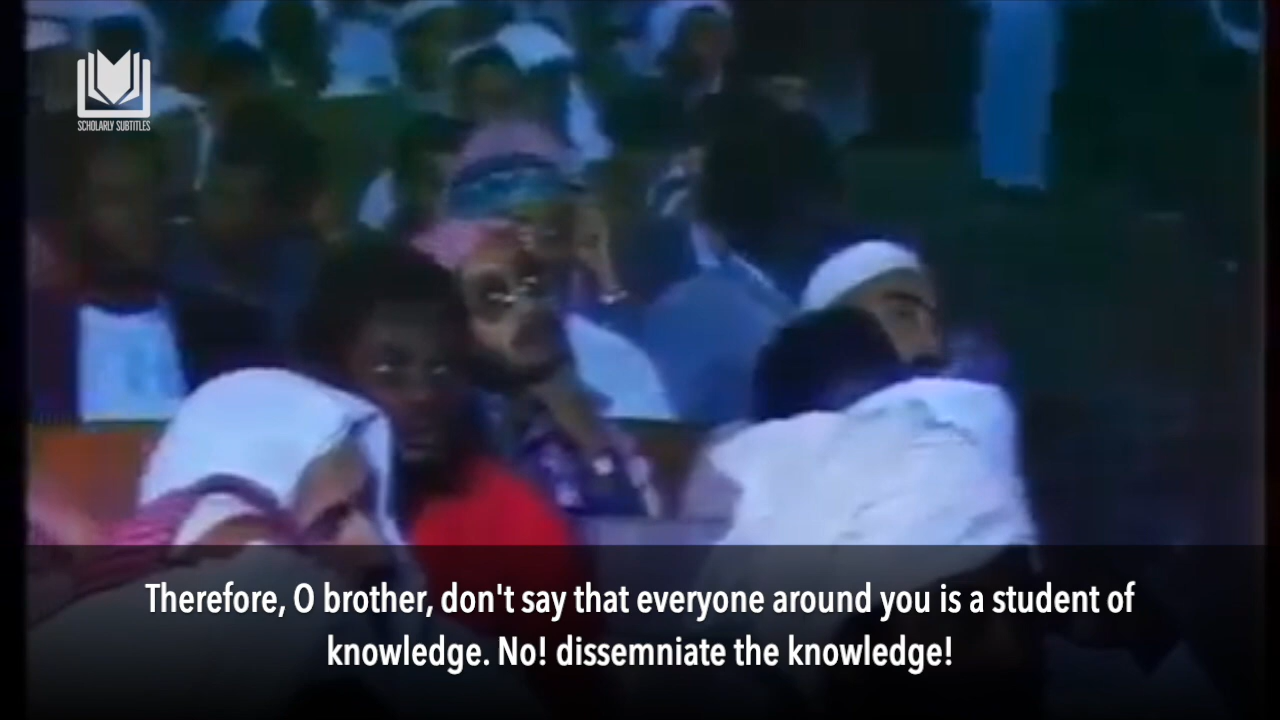 SCHOLARLY SUBTITLES
Therefore, O brother, don't say that everyone around you is a student of
knowledge. No! dissemniate the knowledge!